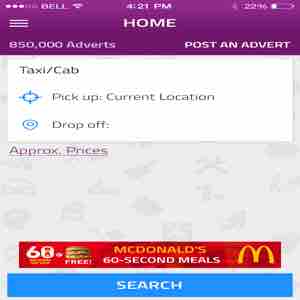 BELL 4:21 PM 22%
HOME
850,000 Adverts POST AN ADVERT
Taxi/Cab
Pick up: Current Location
Drop off:
Approx. Prices
60 FREE! MCDONALD'S
60-SECOND MEALS
SEARCH